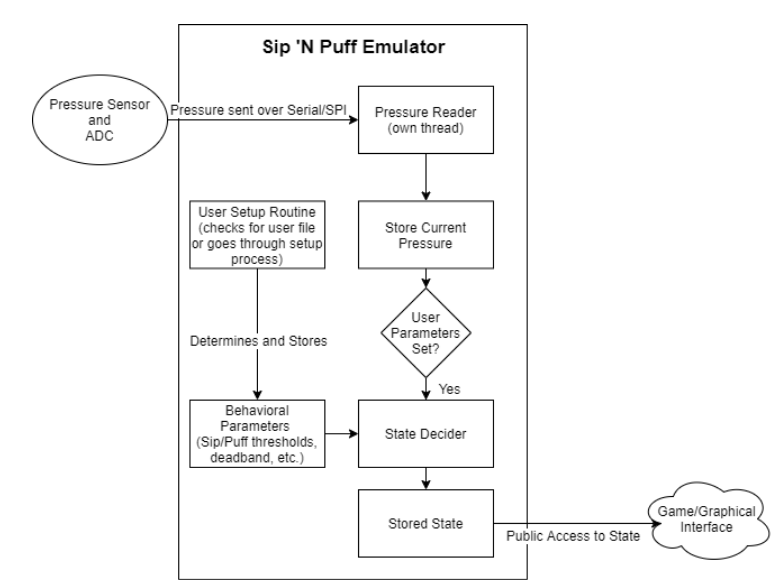 Sip 'N Puff Emulator
Pressure Sensor
and
ADC
Pressure sent over Serial/SPI
Pressure Reader
(own thread)
User Setup Routine
(checks for user file
or goes through setup
process)
Store Current
Pressure
User
Parameters
Set?
Determines and Stores
Yes
Behavioral
Parameters
(Sip/Puff thresholds,
deadband, etc.)
State Decider
Stored State
Public Access to State
Game/Graphical
Interface